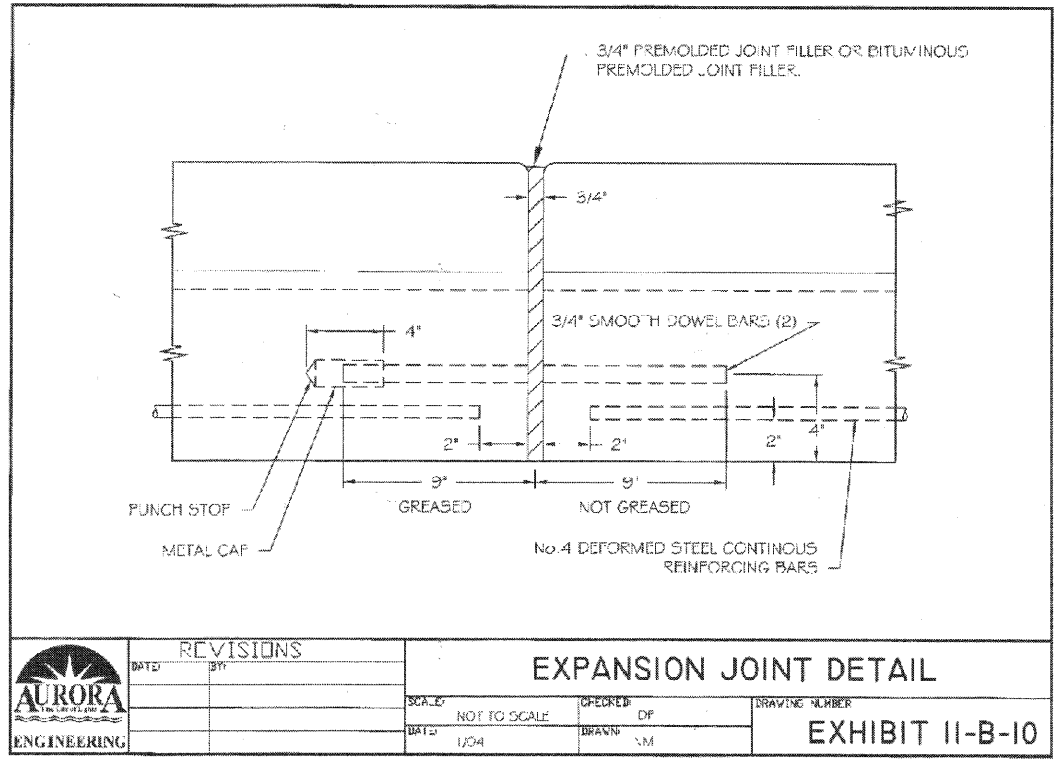 3/4" PREMOLDED JOINT FILLER OR BITUMINOUS
PREMOLDED JOINT FILLER.
3/4"
3/4" SMOOTH DOWEL BARS (2)
4"
4"
2"
2"
2"
9"
9"
GREASED
NOT GREASED
PUNCH STOP
METAL CAP
No.4 DEFORMED STEEL CONTINOUS
REINFORCING BARS
AURORA
ENGINEERING
REVISIONS
DATE: BY:
EXPANSION JOINT DETAIL
SCALE: NOT TO SCALE
CHECKED: DP
DATE: 1/04
DRAWN:
DRAWING NUMBER
EXHIBIT 11-B-10